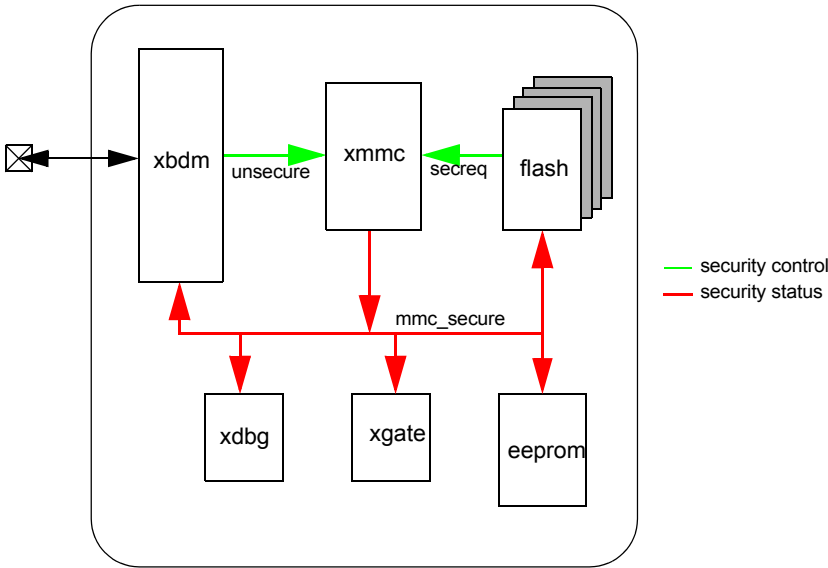 xbdm
xmmc
flash
unsecure
secreq
security control
security status
mmc_secure
xdbg
xgate
eeprom